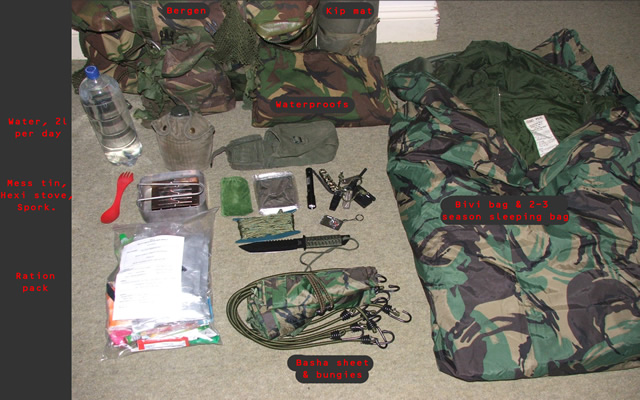 Bergen
Kip mat
Waterproofs
Water, 2l
per day
Mess tin,
Hexi stove,
Spork.
Bivi bag & 2-3
season sleeping bag
Ration
pack
Basha sheet
& bungies